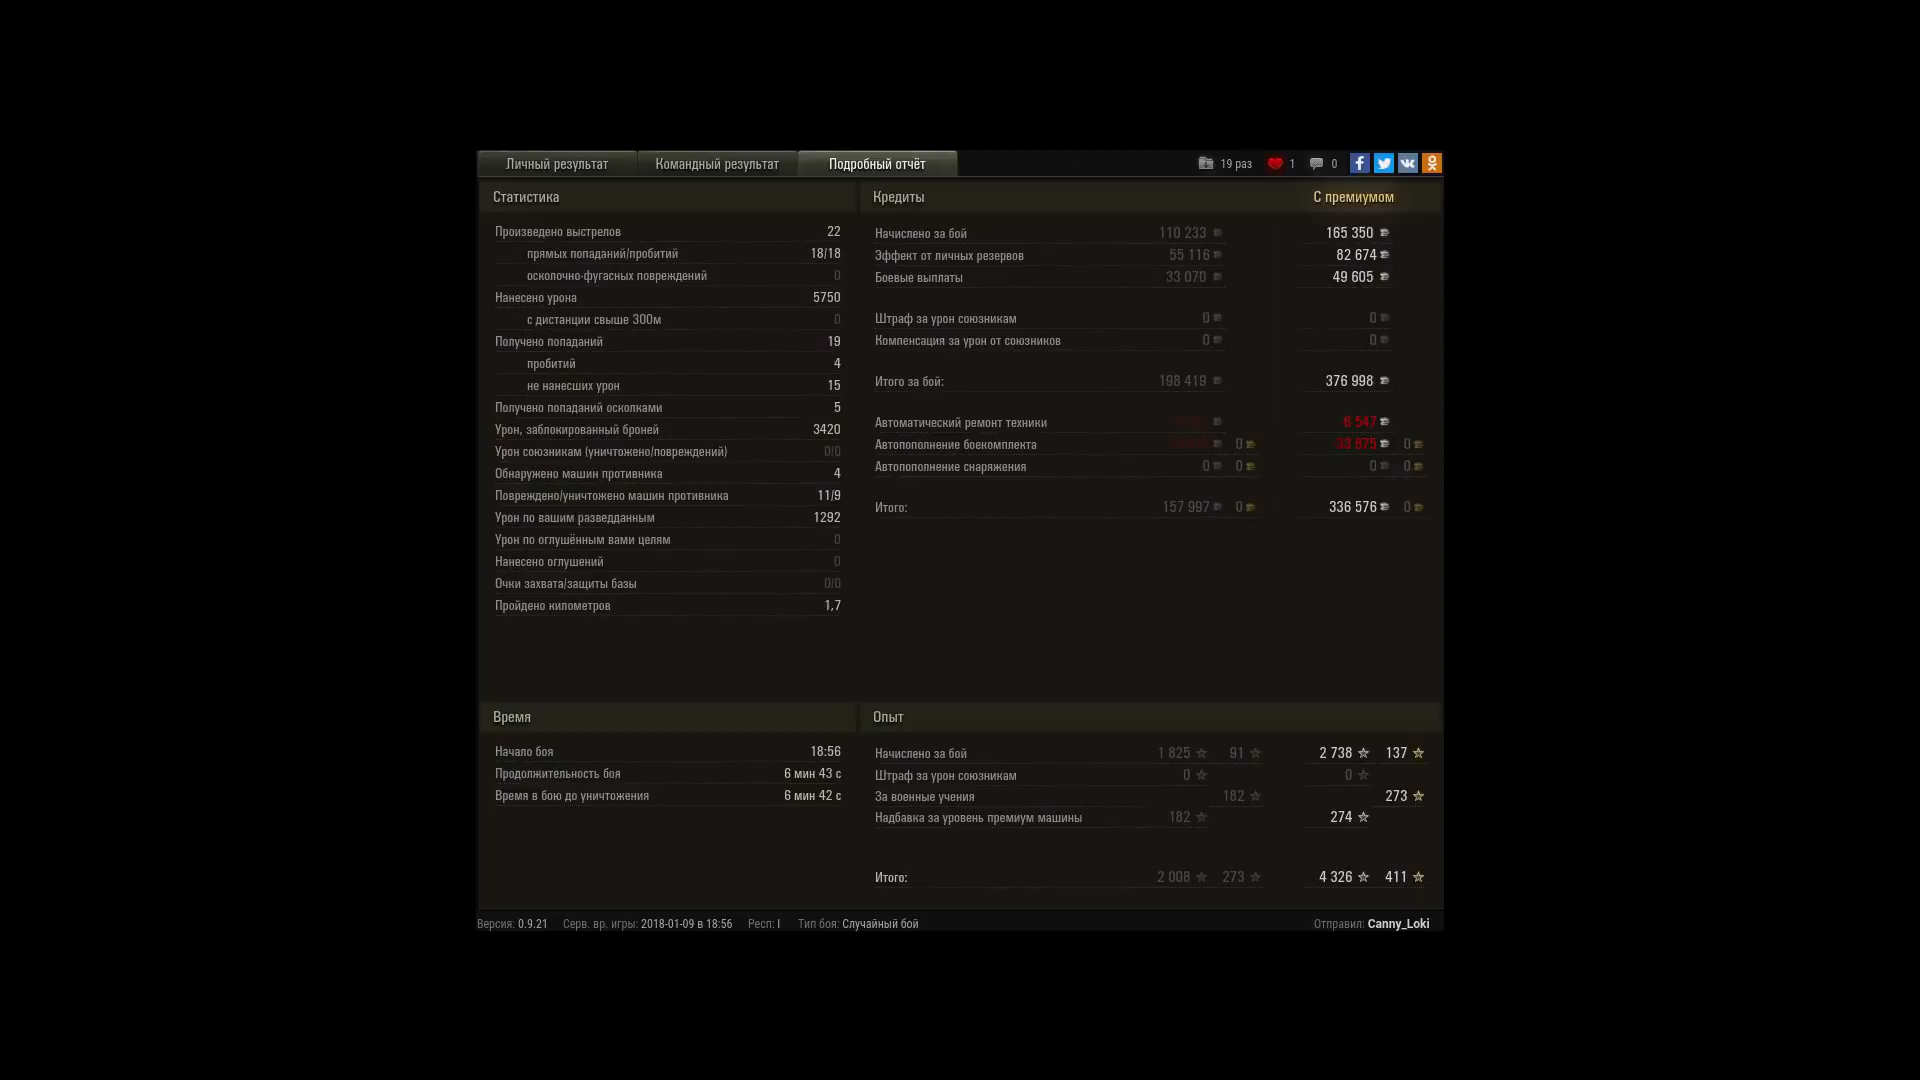 Личный результат Командный результат Подробный отчёт 19 раз 1 0
Статистика
Произведено выстрелов 22
прямых попаданий/пробитий 18/18
осколочно-фугасных повреждений 0
Нанесено урона 5750
с дистанции свыше 300м 0
Получено попаданий 19
пробитий 4
не нанесших урон 15
Получено попаданий осколками 5
Урон, заблокированный броней 3420
Урон союзникам (уничтожено/повреждений) 0/0
Обнаружено машин противника 4
Повреждено/уничтожено машин противника 11/9
Урон по вашим разведданным 1292
Урон по оглушённым вами целям 0
Нанесено оглушений 0
Очки захвата/защиты базы 0/0
Пройдено километров 1,7
Кредиты С премиумом
Начислено за бой 110 233 165 350
Эффект от личных резервов 55 116 82 674
Боевые выплаты 33 070 49 605
Штраф за урон союзникам 0 0
Компенсация за урон от союзников 0 0
Итого за бой: 198 419 376 998
Автоматический ремонт техники 6 547
Автопополнение боекомплекта 0 -33 875 0
Автопополнение снаряжения 0 0 0 0
Итого: 157 997 0 336 576 0
Время
Начало боя 18:56
Продолжительность боя 6 мин 43 с
Время в бою до уничтожения 6 мин 42 с
Опыт
Начислено за бой 1 825 91 2 738 137
Штраф за урон союзникам 0 0
За военные учения 182 273
Надбавка за уровень премиум машины 182 274
Итого: 2 008 273 4 326 411
Версия: 0.9.21 Серв. вр. игры: 2018-01-09 в 18:56 Респ: I Тип боя: Случайный бой Отправил: Canny_Loki